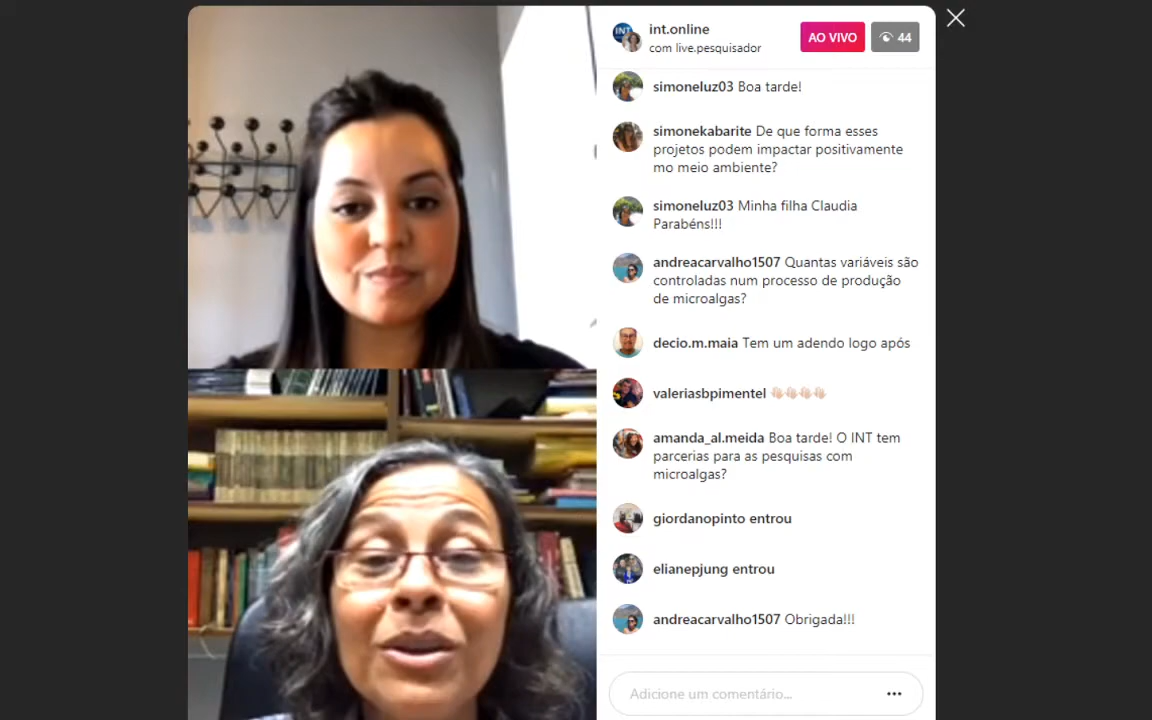 INT
int.online
com live.pesquisador
AO VIVO
44
simoneluz03 Boa tarde!
simonekabarite De que forma esses
projetos podem impactar positivamente
mo meio ambiente?
simoneluz03 Minha filha Claudia
Parabéns!!!
andreacarvalho1507 Quantas variáveis são
controladas num processo de produção
de microalgas?
decio.m.maia Tem um adendo logo após
valeriasbpimentel 👏🏻👏🏻👏🏻👏🏻
amanda_al.meida Boa tarde! O INT tem
parcerias para as pesquisas com
microalgas?
giordanopinto entrou
elianepjung entrou
andreacarvalho1507 Obrigada!!!
Adicione um comentário...